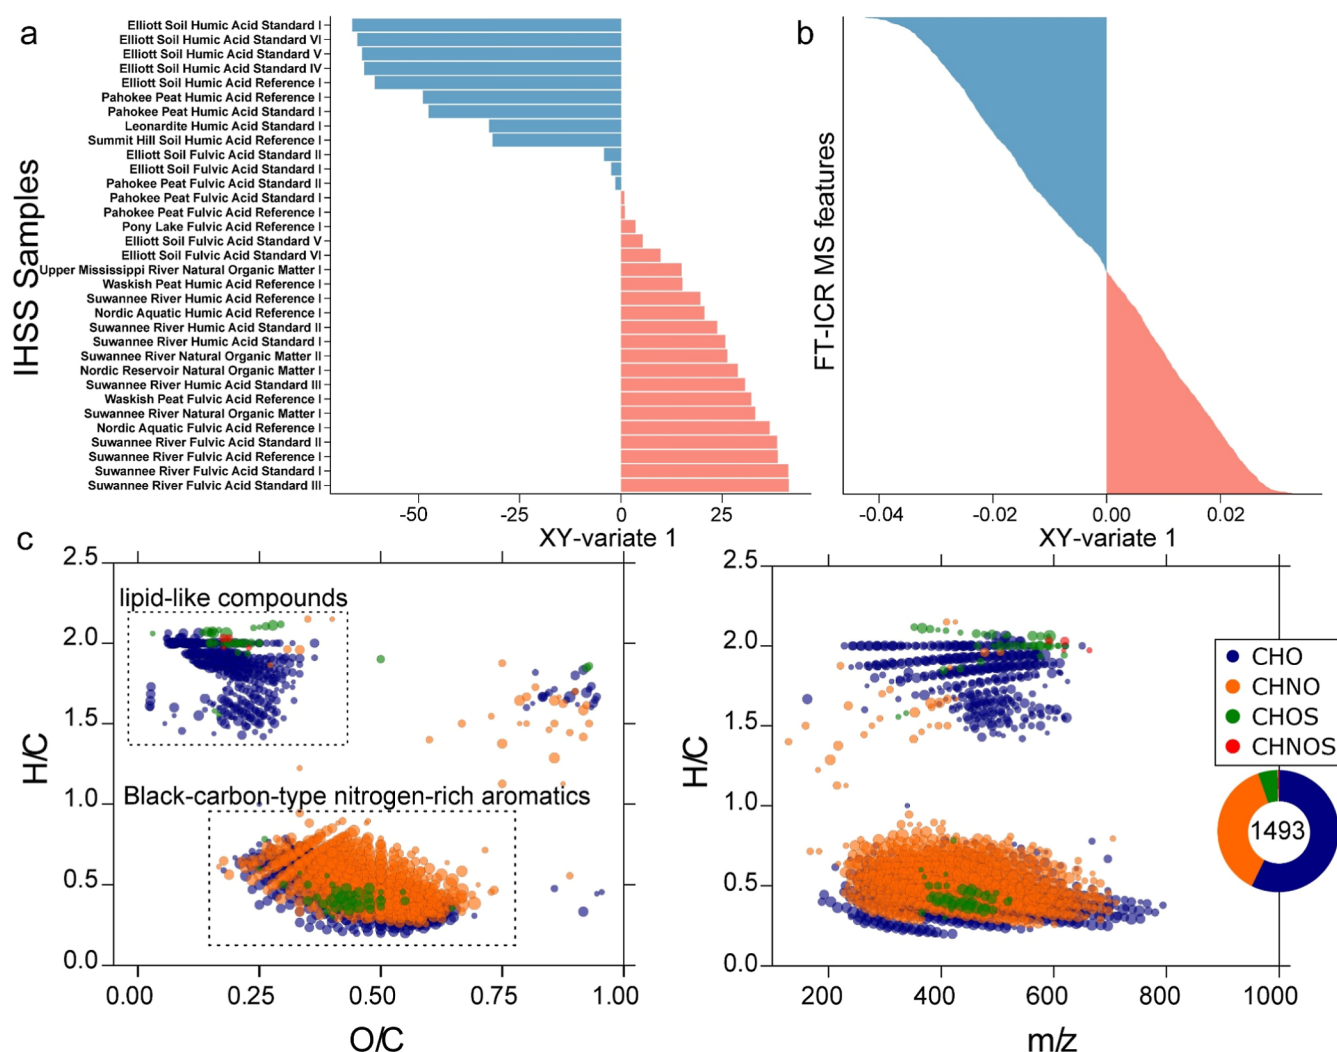 a
IHSS Samples
Elliott Soil Humic Acid Standard I
Elliott Soil Humic Acid Standard VI
Elliott Soil Humic Acid Standard V
Elliott Soil Humic Acid Standard IV
Elliott Soil Humic Acid Reference I
Pahokee Peat Humic Acid Reference I
Pahokee Peat Humic Acid Standard I
Leonardite Humic Acid Standard I
Summit Hill Soil Humic Acid Reference I
Elliott Soil Fulvic Acid Standard II
Elliott Soil Fulvic Acid Standard I
Pahokee Peat Fulvic Acid Standard II
Pahokee Peat Fulvic Acid Standard I
Pahokee Peat Fulvic Acid Reference I
Pony Lake Fulvic Acid Reference I
Elliott Soil Fulvic Acid Standard V
Elliott Soil Fulvic Acid Standard VI
Upper Mississippi River Natural Organic Matter I
Waskish Peat Humic Acid Reference I
Suwannee River Humic Acid Reference I
Nordic Aquatic Humic Acid Reference I
Suwannee River Humic Acid Standard II
Suwannee River Humic Acid Standard I
Suwannee River Natural Organic Matter II
Nordic Reservoir Natural Organic Matter I
Suwannee River Humic Acid Standard III
Waskish Peat Fulvic Acid Reference I
Suwannee River Natural Organic Matter I
Nordic Aquatic Fulvic Acid Reference I
Suwannee River Fulvic Acid Standard II
Suwannee River Fulvic Acid Reference I
Suwannee River Fulvic Acid Standard I
Suwannee River Fulvic Acid Standard III
-50 -25 0 25
XY-variate 1
b
FT-ICR MS features
-0.04 -0.02 0.00 0.02
XY-variate 1
c
2.5
2.0
1.5
1.0
0.5
0.0
H/C
lipid-like compounds
Black-carbon-type nitrogen-rich aromatics
0.00 0.25 0.50 0.75 1.00
O/C
2.5
2.0
1.5
1.0
0.5
0.0
H/C
200 400 600 800 1000
m/z
CHO
CHNO
CHOS
CHNOS
1493